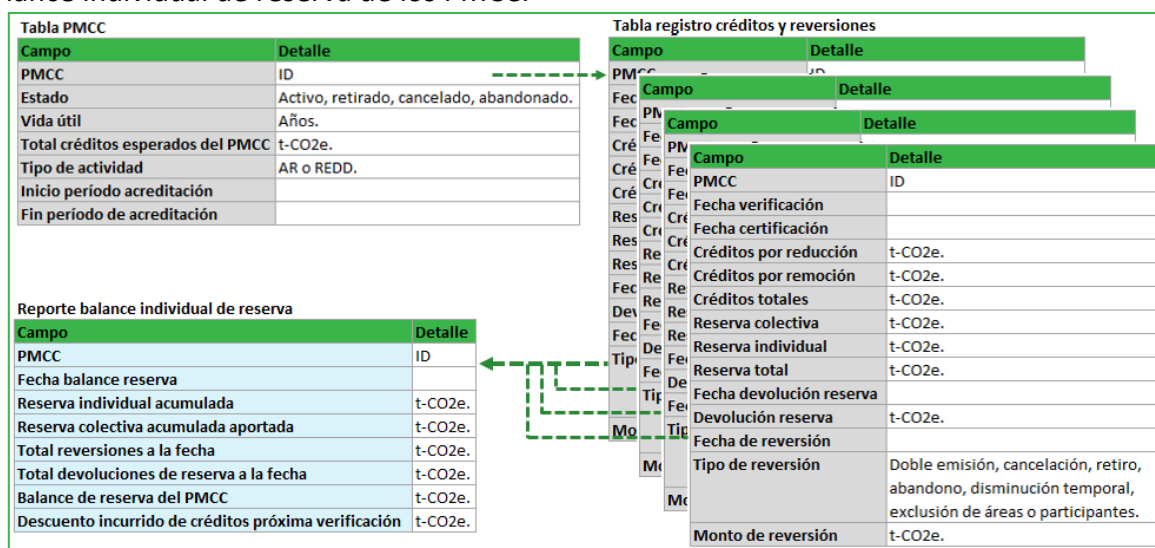 individual de reserva de los PMCC.
Tabla PMCC
Campo Detalle
PMCC ID
Estado Activo, retirado, cancelado, abandonado.
Vida útil Años.
Total créditos esperados del PMCC t-CO2e.
Tipo de actividad AR o REDD.
Inicio período acreditación
Fin período de acreditación
Reporte balance individual de reserva
Campo Detalle
PMCC ID
Fecha balance reserva
Reserva individual acumulada t-CO2e.
Reserva colectiva acumulada aportada t-CO2e.
Total reversiones a la fecha t-CO2e.
Total devoluciones de reserva a la fecha t-CO2e.
Balance de reserva del PMCC t-CO2e.
Descuento incurrido de créditos próxima verificación t-CO2e.
Tabla registro créditos y reversiones
Campo Detalle
Campo Detalle
Campo Detalle
Campo Detalle
PMCC ID
Fecha verificación
Fecha certificación
Créditos por reducción t-CO2e.
Créditos por remoción t-CO2e.
Créditos totales t-CO2e.
Reserva colectiva t-CO2e.
Reserva individual t-CO2e.
Reserva total t-CO2e.
Fecha devolución reserva
Devolución reserva t-CO2e.
Fecha de reversión
Tipo de reversión Doble emisión, cancelación, retiro,
abandono, disminución temporal,
exclusión de áreas o participantes.
Monto de reversión t-CO2e.